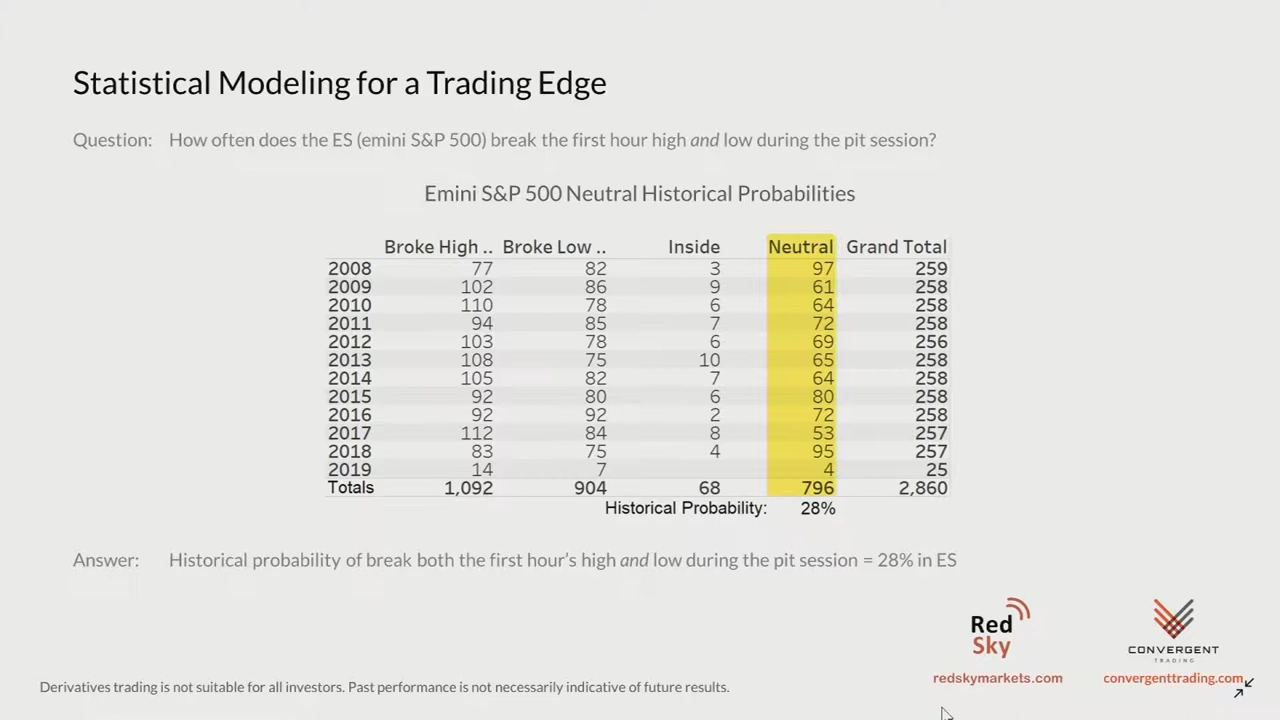 Statistical Modeling for a Trading Edge
Question: How often does the ES (emini S&P 500) break the first hour high and low during the pit session?
Emini S&P 500 Neutral Historical Probabilities
Broke High .. Broke Low .. Inside Neutral Grand Total
2008 77 82 3 97 259
2009 102 86 9 61 258
2010 110 78 6 64 258
2011 94 85 7 72 258
2012 103 78 6 69 256
2013 108 75 10 65 258
2014 105 82 7 64 258
2015 92 80 6 80 258
2016 92 92 2 72 258
2017 112 84 8 53 257
2018 83 75 4 95 257
2019 14 7 4 25
Totals 1,092 904 68 796 2,860
Historical Probability: 28%
Answer: Historical probability of break both the first hour's high and low during the pit session = 28% in ES
Red
Sky
redskymarkets.com
CONVERGENT
TRADING
convergenttrading.com
Derivatives trading is not suitable for all investors. Past performance is not necessarily indicative of future results.